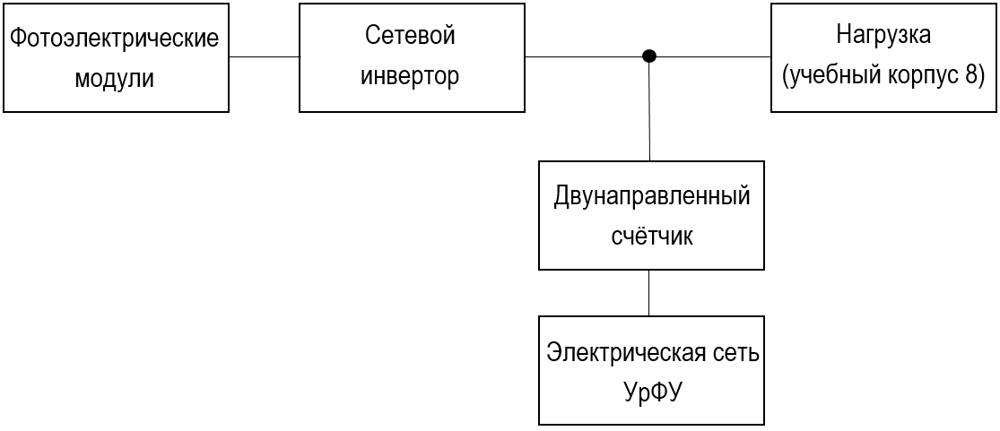 Фотоэлектрические
модули
Сетевой
инвертор
Нагрузка
(учебный корпус 8)
Двунаправленный
счётчик
Электрическая сеть
УрФУ